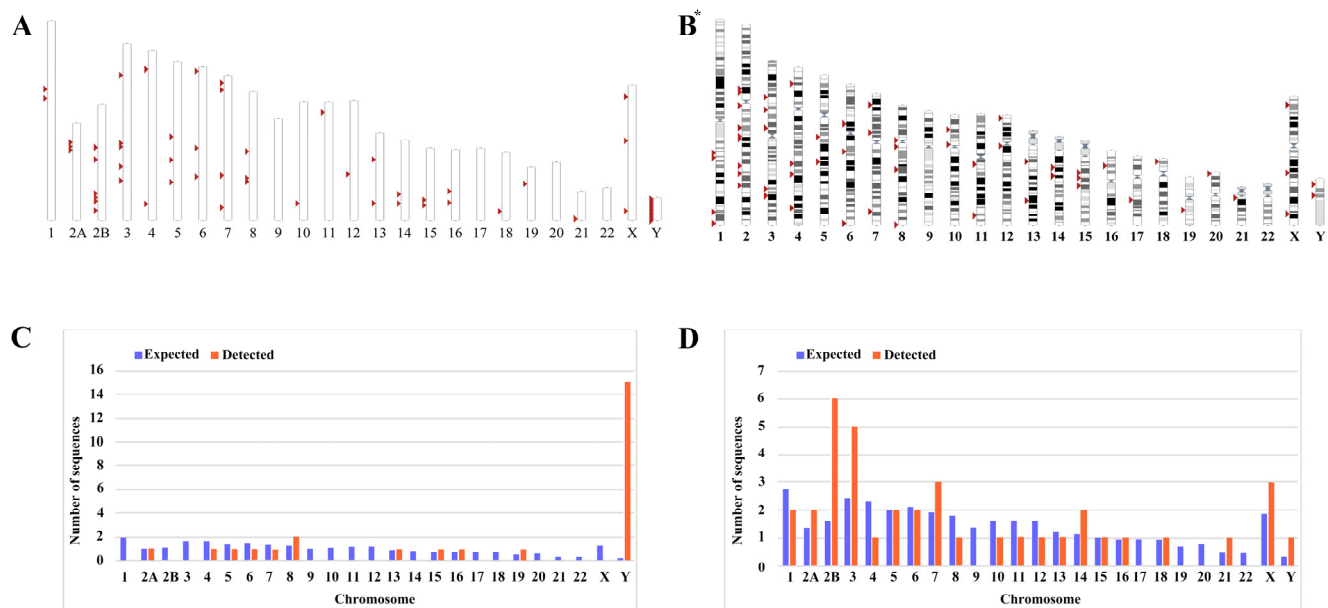 A
1 2A 2B 3 4 5 6 7 8 9 10 11 12 13 14 15 16 17 18 19 20 21 22 X Y
B*
1 2 3 4 5 6 7 8 9 10 11 12 13 14 15 16 17 18 19 20 21 22 X Y
C
Expected Detected
Number of sequences
16
14
12
10
8
6
4
2
0
1 2A 2B 3 4 5 6 7 8 9 10 11 12 13 14 15 16 17 18 19 20 21 22 X Y
Chromosome
D
Expected Detected
Number of sequences
7
6
5
4
3
2
1
0
1 2A 2B 3 4 5 6 7 8 9 10 11 12 13 14 15 16 17 18 19 20 21 22 X Y
Chromosome